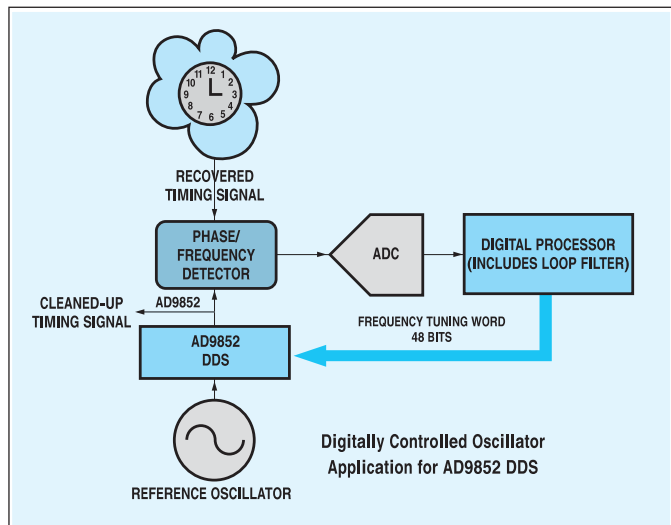 12
11 1
10 2
9 3
8 4
7 5
6
RECOVERED
TIMING SIGNAL
PHASE/
FREQUENCY
DETECTOR
ADC
DIGITAL PROCESSOR
(INCLUDES LOOP FILTER)
CLEANED-UP
TIMING SIGNAL
AD9852
FREQUENCY TUNING WORD
48 BITS
AD9852
DDS
REFERENCE OSCILLATOR
Digitally Controlled Oscillator
Application for AD9852 DDS